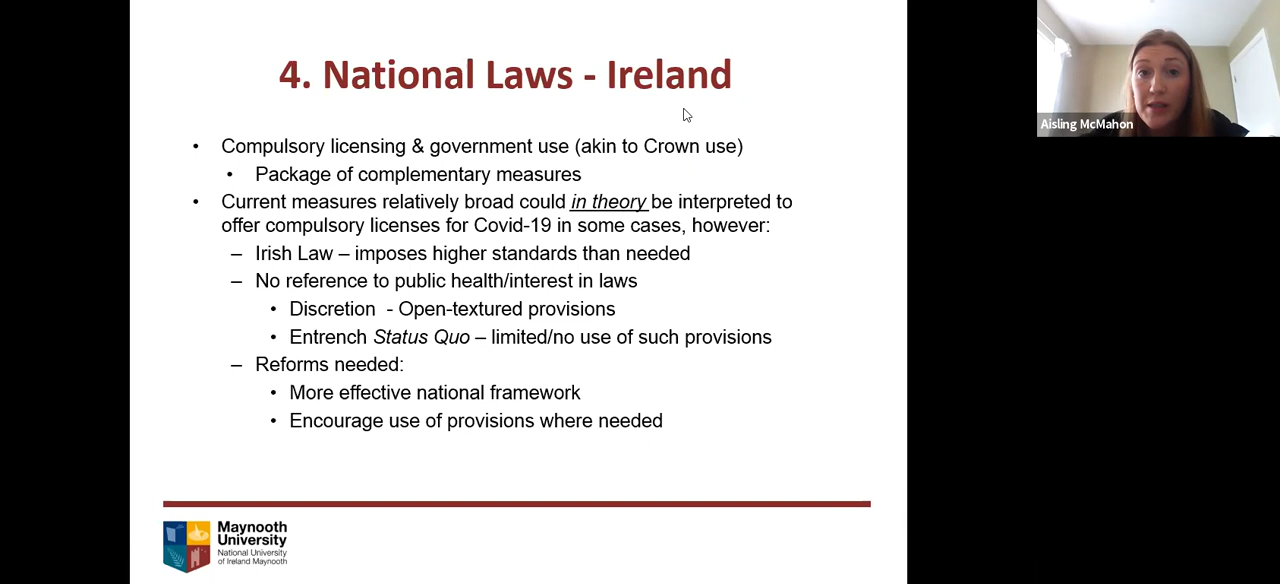 4. National Laws - Ireland
Aisling McMahon
• Compulsory licensing & government use (akin to Crown use)
• Package of complementary measures
• Current measures relatively broad could in theory be interpreted to
offer compulsory licenses for Covid-19 in some cases, however:
– Irish Law – imposes higher standards than needed
– No reference to public health/interest in laws
• Discretion - Open-textured provisions
• Entrench Status Quo – limited/no use of such provisions
– Reforms needed:
• More effective national framework
• Encourage use of provisions where needed
Maynooth
University
National University
of Ireland Maynooth